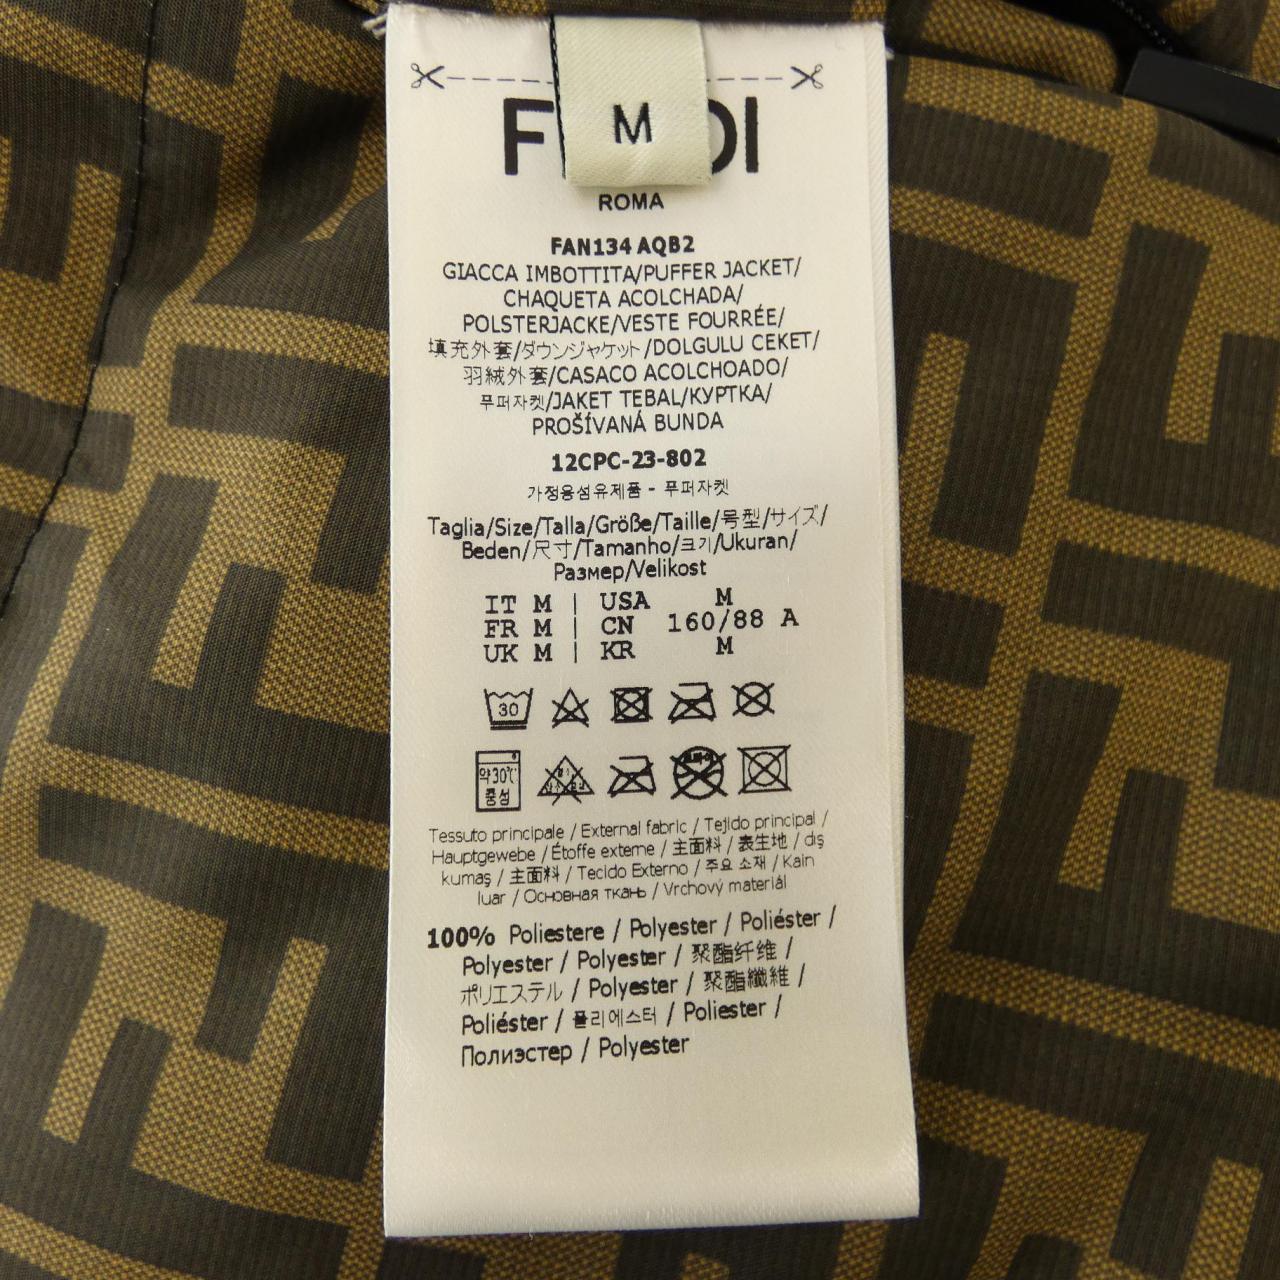 M
ROMA
FAN134 AQB2
GIACCA IMBOTTITA/PUFFER JACKET/
CHAQUETA ACOLCHADA/
POLSTERJACKE/VESTE FOURRÉE/
填充外套/ダウンジャケット/DOLGULU CEKET/
羽絨外套/CASACO ACOLCHOADO/
푸퍼자켓/JAKET TEBAL/КУРТКА/
PROŠÍVANÁ BUNDA
12CPC-23-802
가정용섬유제품 - 푸퍼자켓
Taglia/Size/Talla/Größe/Taille/号型/サイズ/
Beden/尺寸/Tamanho/크기/Ukuran/
Размер/Velikost
IT M | USA M
FR M | CN 160/88 A
UK M | KR M
30
약30℃
중성
Tessuto principale / External fabric / Tejido principal /
Hauptgewebe / Étoffe externe / 主面料 / 表生地 / dış
kumaş / 主面料 / Tecido Externo / 주요 소재 / Kain
luar / Основная ткань / Vrchový materiál
100% Poliestere / Polyester / Poliéster /
Polyester / Polyester / 聚酯纤维 /
ポリエステル / Polyester / 聚酯纖維 /
Poliéster / 폴리에스터 / Poliester /
Полиэстер / Polyester